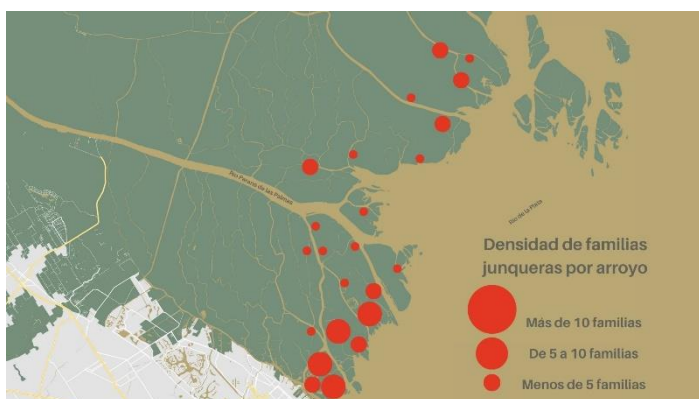 Río Paraná de las Palmas
Río de la Plata
Densidad de familias
junqueras por arroyo
Más de 10 familias
De 5 a 10 familias
Menos de 5 familias